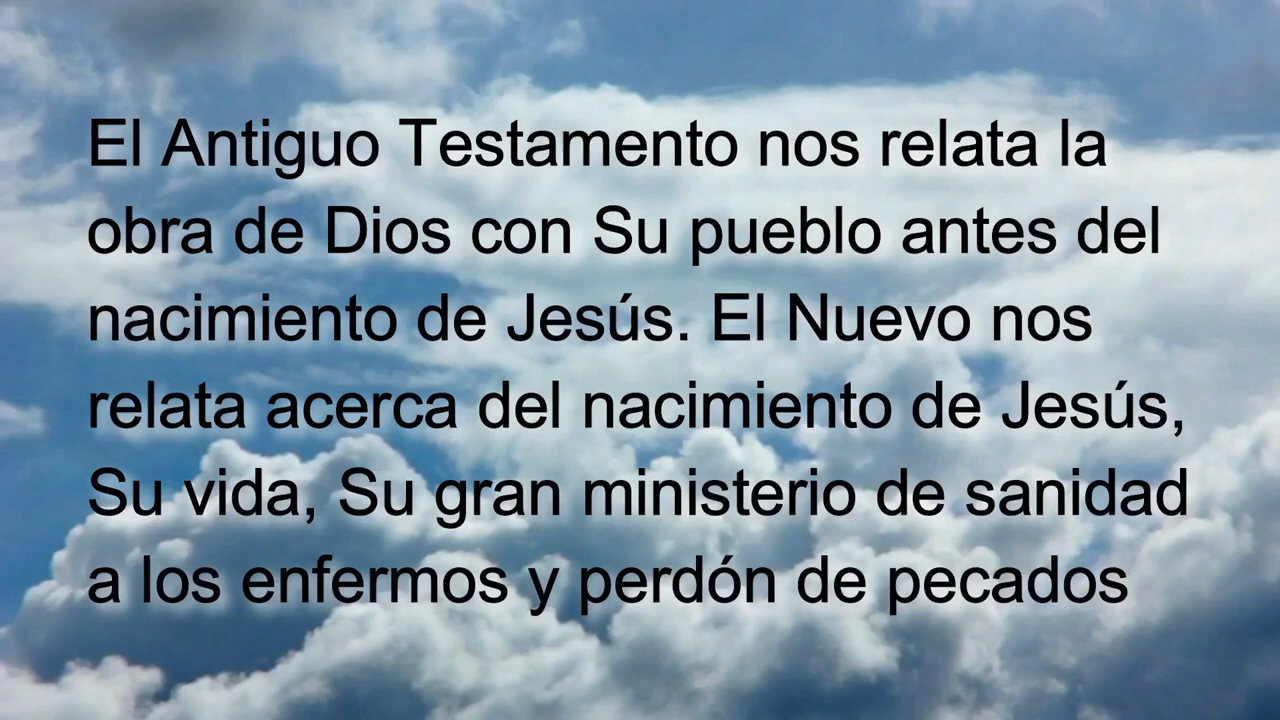 El Antiguo Testamento nos relata la
obra de Dios con Su pueblo antes del
nacimiento de Jesús. El Nuevo nos
relata acerca del nacimiento de Jesús,
Su vida, Su gran ministerio de sanidad
a los enfermos y perdón de pecados